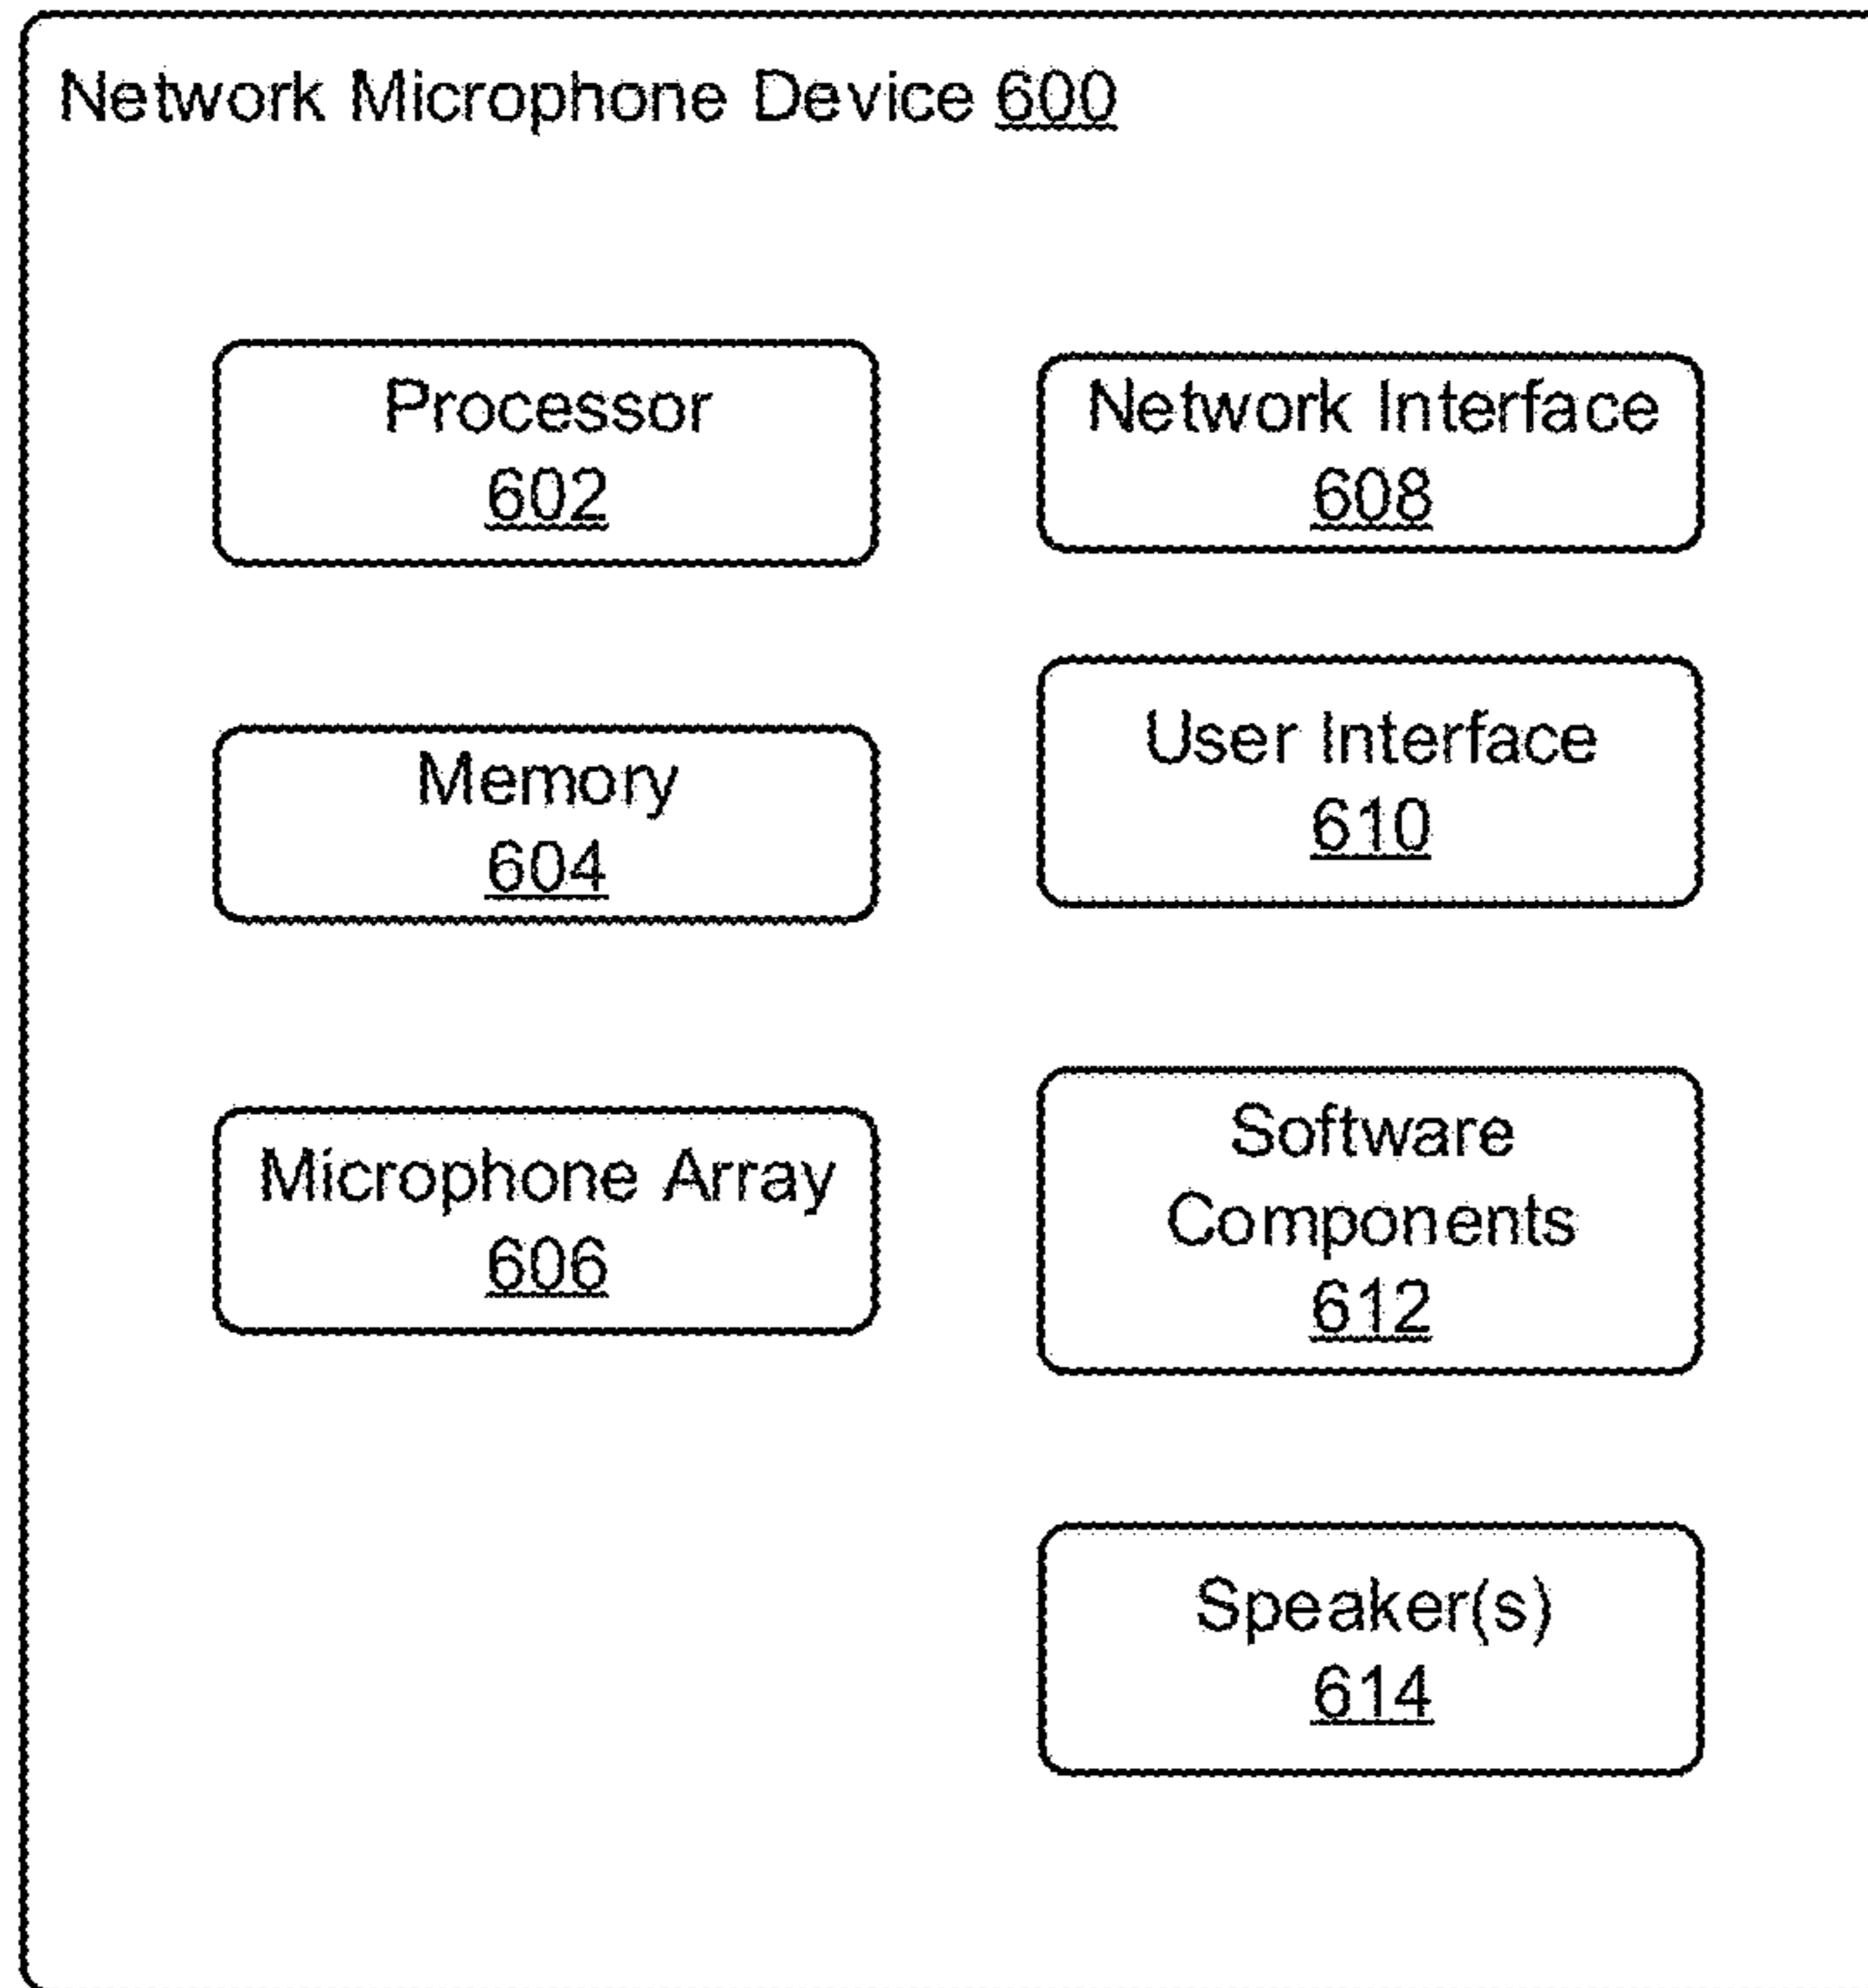 Network Microphone Device 600
Processor
602
Memory
604
Microphone Array
606
Network Interface
608
User Interface
610
Software
Components
612
Speaker(s)
614